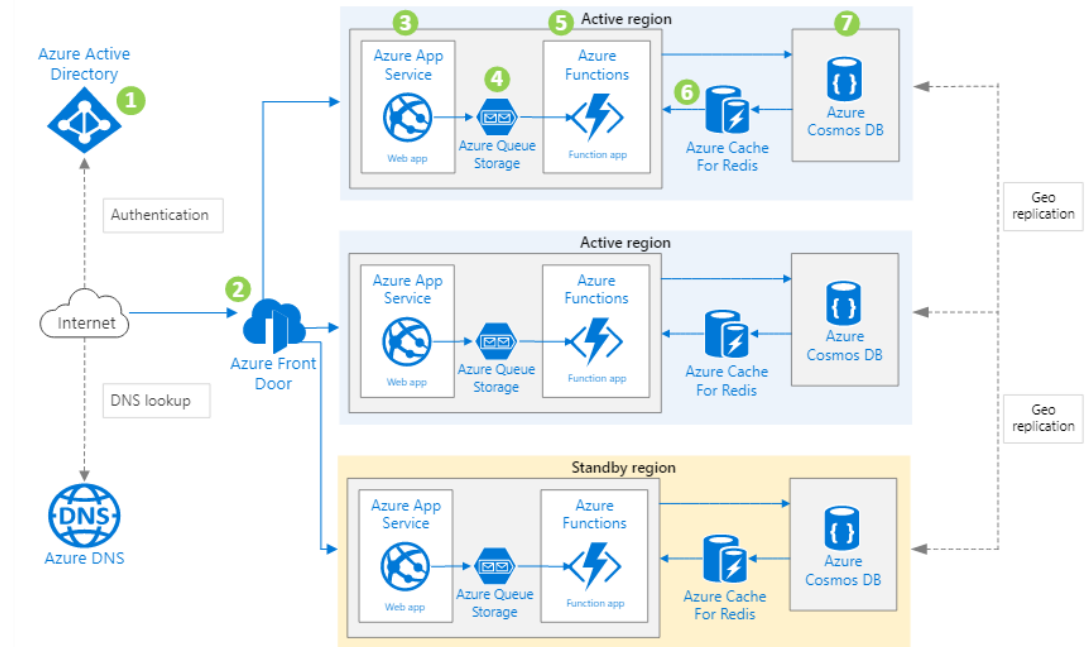 Azure Active
Directory
1
Authentication
Internet
DNS lookup
DNS
Azure DNS
2
Azure Front
Door
Active region
3
Azure App
Service
Web app
4
Azure Queue
Storage
5
Azure
Functions
Function app
6
Azure Cache
For Redis
7
{ }
Azure
Cosmos DB
Active region
Azure App
Service
Web app
Azure Queue
Storage
Azure
Functions
Function app
Azure Cache
For Redis
{ }
Azure
Cosmos DB
Standby region
Azure App
Service
Web app
Azure Queue
Storage
Azure
Functions
Function app
Azure Cache
For Redis
{ }
Azure
Cosmos DB
Geo
replication
Geo
replication